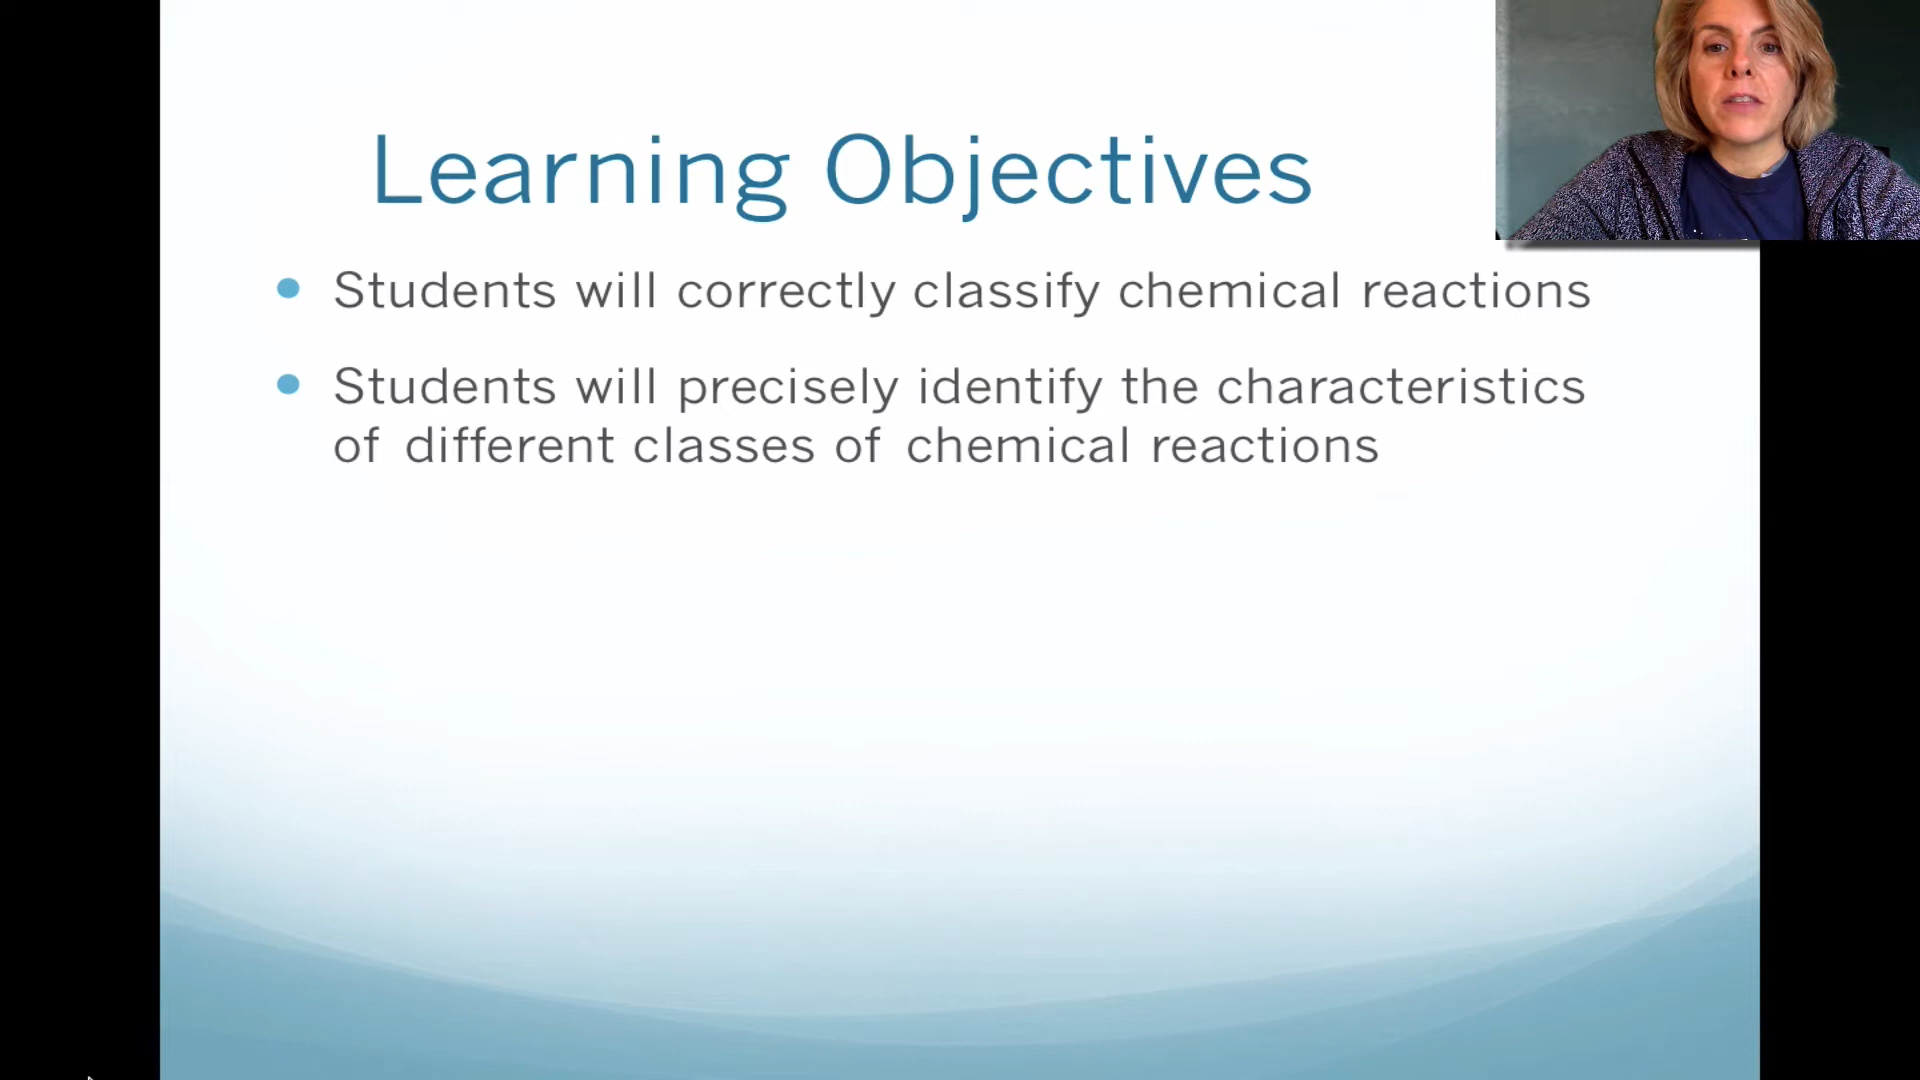 Learning Objectives
Students will correctly classify chemical reactions
Students will precisely identify the characteristics
of different classes of chemical reactions